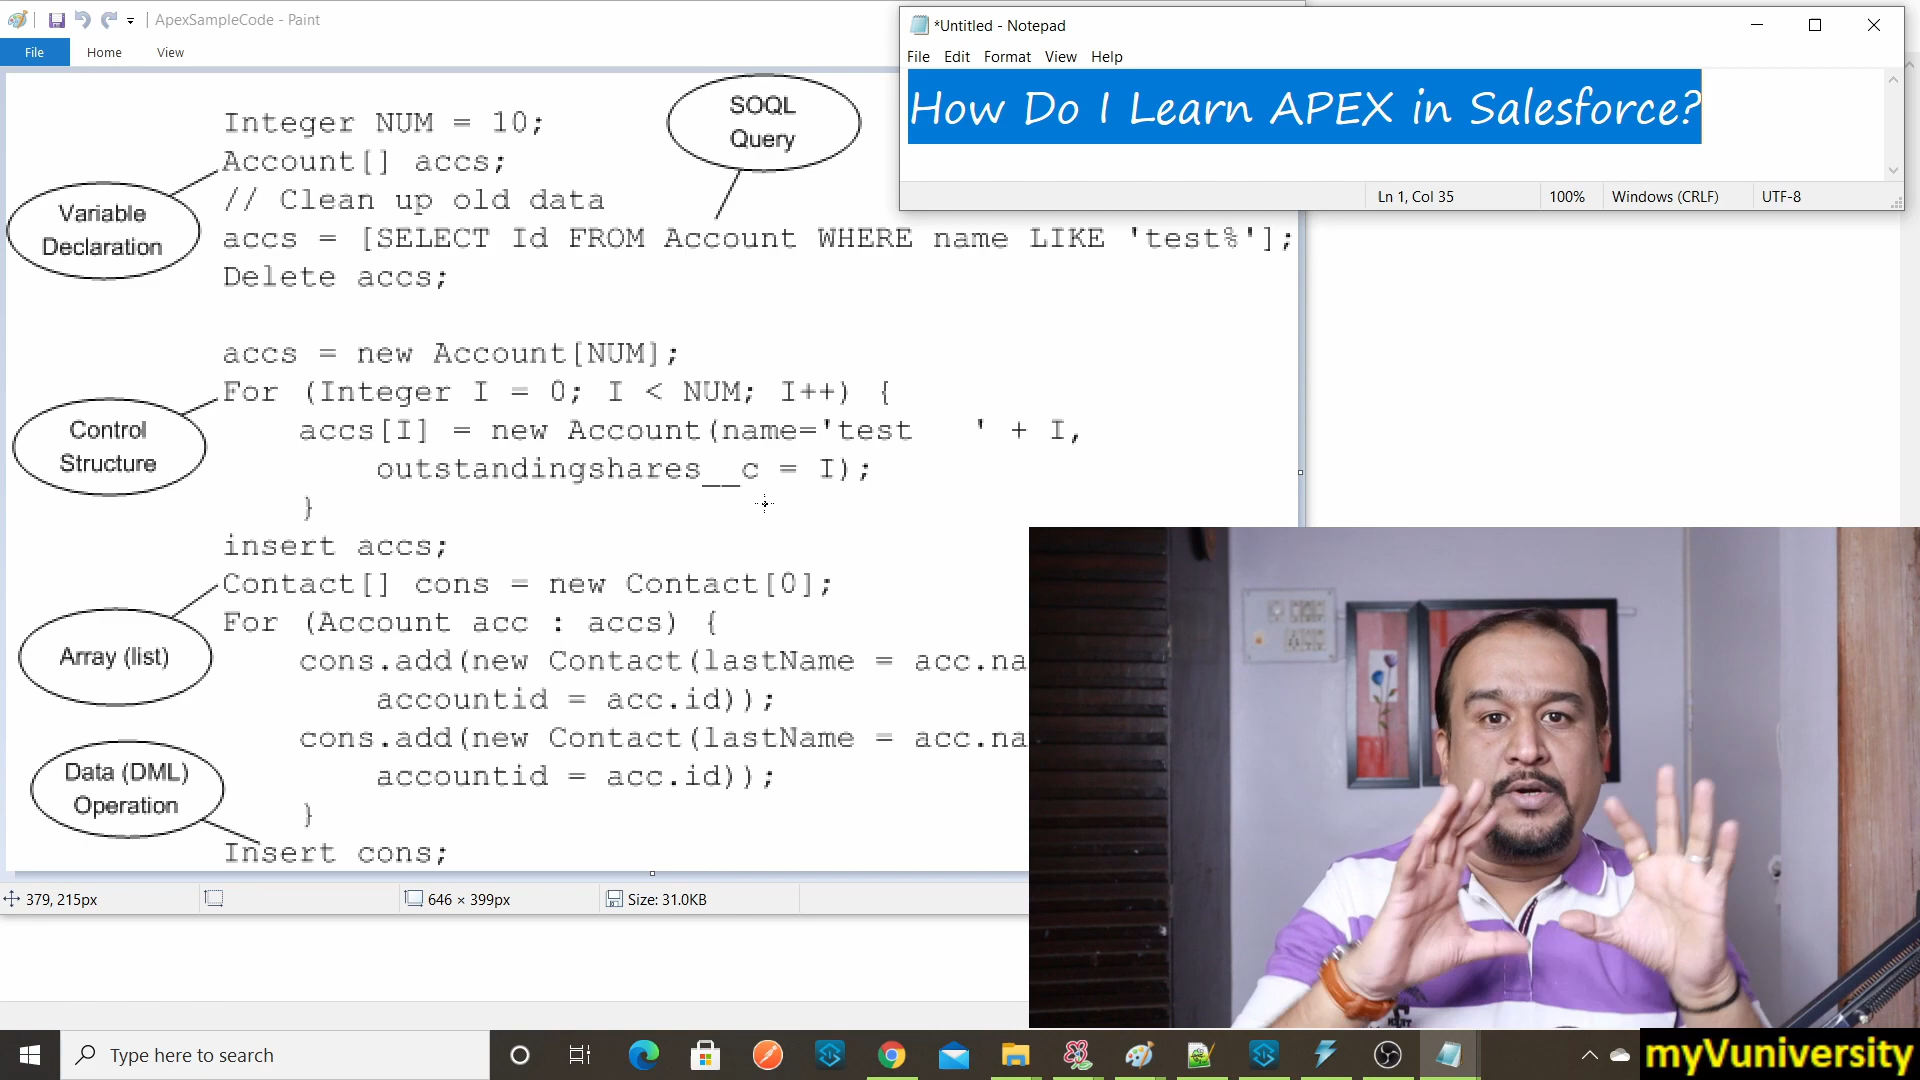 ApexSampleCode - Paint
File Home View
*Untitled - Notepad
File Edit Format View Help
How Do I Learn APEX in Salesforce?
Ln 1, Col 35 100% Windows (CRLF) UTF-8
SOQL
Query
Variable
Declaration
Control
Structure
Array (list)
Data (DML)
Operation
Integer NUM = 10;
Account[] accs;
// Clean up old data
accs = [SELECT Id FROM Account WHERE name LIKE 'test%'];
Delete accs;
accs = new Account[NUM];
For (Integer I = 0; I < NUM; I++) {
accs[I] = new Account(name='test ' + I,
outstandingshares__c = I);
}
insert accs;
Contact[] cons = new Contact[0];
For (Account acc : accs) {
cons.add(new Contact(lastName = acc.na
accountid = acc.id));
cons.add(new Contact(lastName = acc.na
accountid = acc.id));
}
Insert cons;
379, 215px 646 × 399px Size: 31.0KB
Type here to search
myVuniversity